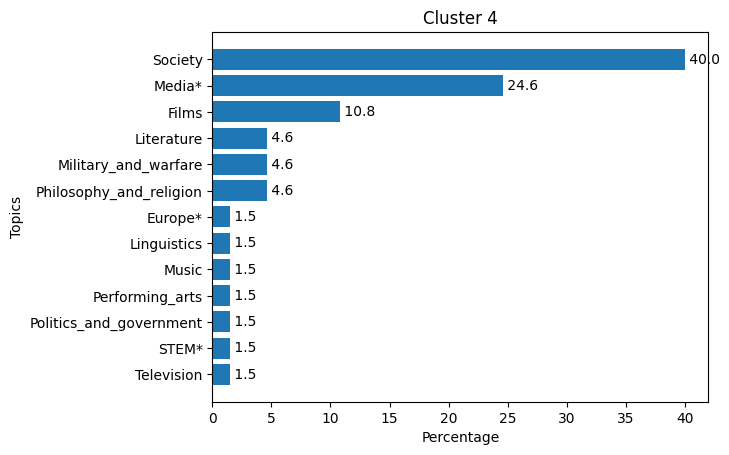 Cluster 4
Topics
Society 40.0
Media* 24.6
Films 10.8
Literature 4.6
Military_and_warfare 4.6
Philosophy_and_religion 4.6
Europe* 1.5
Linguistics 1.5
Music 1.5
Performing_arts 1.5
Politics_and_government 1.5
STEM* 1.5
Television 1.5
0 5 10 15 20 25 30 35 40
Percentage